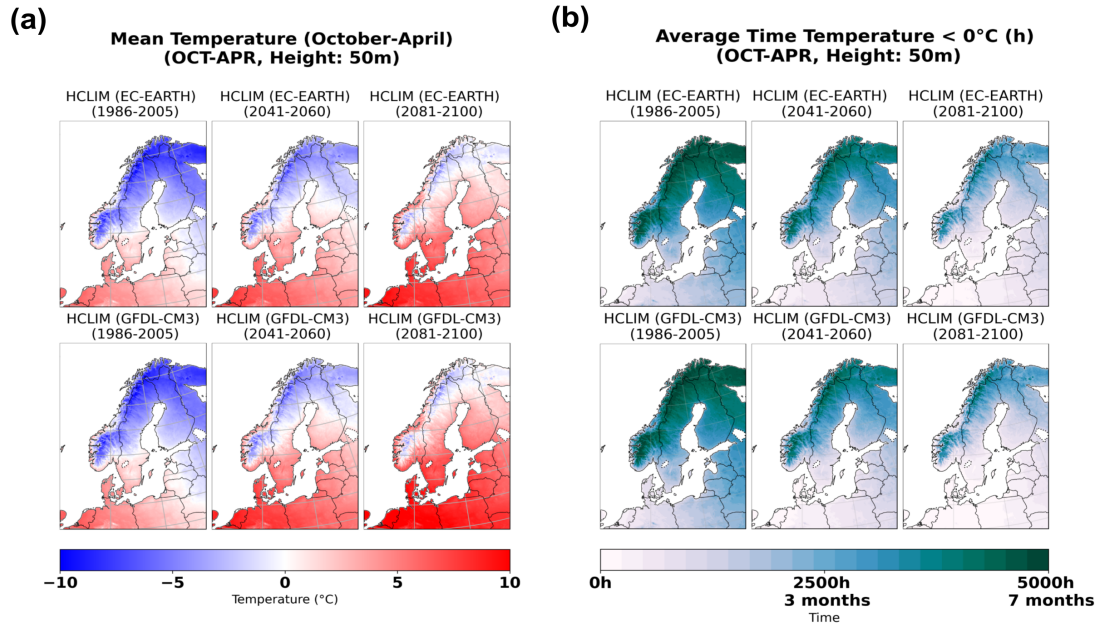 (a)
Mean Temperature (October-April)
(OCT-APR, Height: 50m)
HCLIM (EC-EARTH)
(1986-2005)
HCLIM (EC-EARTH)
(2041-2060)
HCLIM (EC-EARTH)
(2081-2100)
HCLIM (GFDL-CM3)
(1986-2005)
HCLIM (GFDL-CM3)
(2041-2060)
HCLIM (GFDL-CM3)
(2081-2100)
−10
−5
0
5
10
Temperature (°C)
(b)
Average Time Temperature < 0°C (h)
(OCT-APR, Height: 50m)
HCLIM (EC-EARTH)
(1986-2005)
HCLIM (EC-EARTH)
(2041-2060)
HCLIM (EC-EARTH)
(2081-2100)
HCLIM (GFDL-CM3)
(1986-2005)
HCLIM (GFDL-CM3)
(2041-2060)
HCLIM (GFDL-CM3)
(2081-2100)
0h
2500h
3 months
5000h
7 months
Time